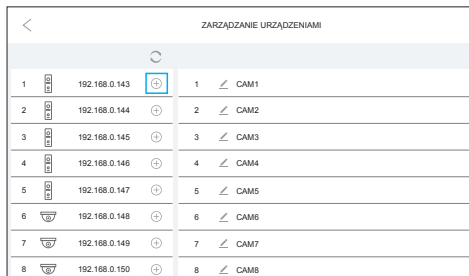 ZARZĄDZANIE URZĄDZENIAMI
1 192.168.0.143 1 CAM1
2 192.168.0.144 2 CAM2
3 192.168.0.145 3 CAM3
4 192.168.0.146 4 CAM4
5 192.168.0.147 5 CAM5
6 192.168.0.148 6 CAM6
7 192.168.0.149 7 CAM7
8 192.168.0.150 8 CAM8